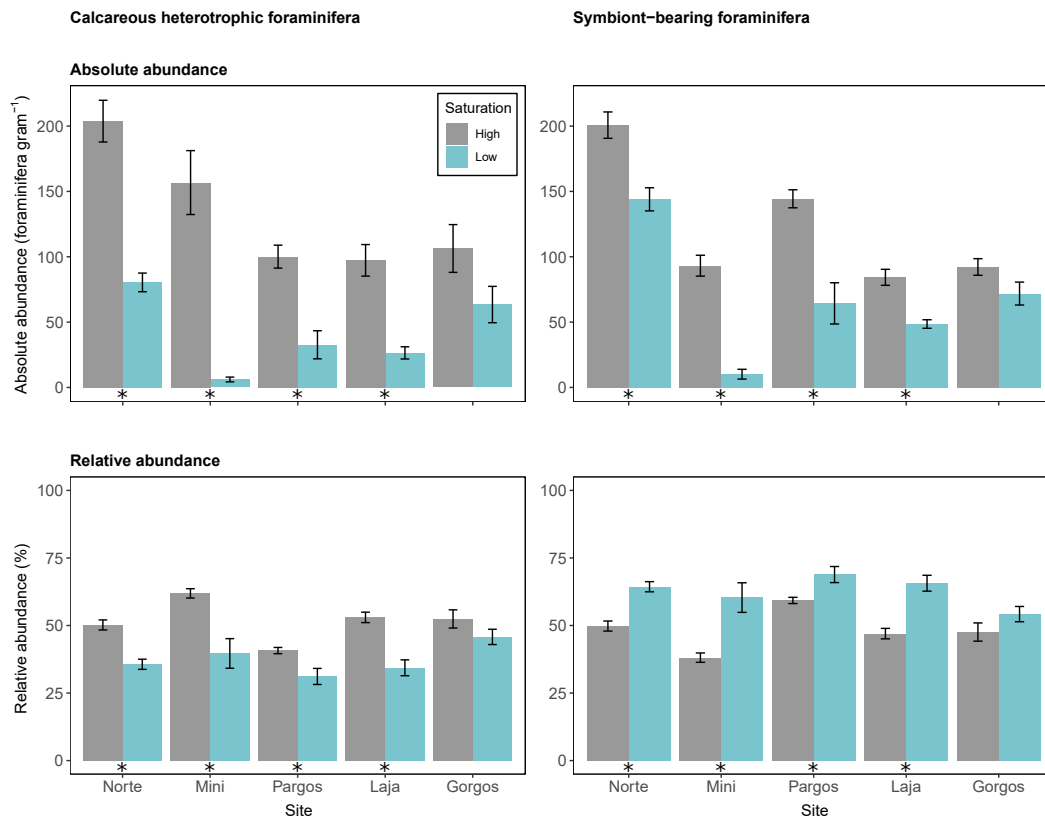 Calcareous heterotrophic foraminifera
Symbiont−bearing foraminifera
Absolute abundance
Absolute abundance (foraminifera gram⁻¹)
200
150
100
50
0
Saturation
High
Low
* * * *
200
150
100
50
0
* * * *
Relative abundance
Relative abundance (%)
100
75
50
25
0
* * * *
Norte Mini Pargos Laja Gorgos
Site
100
75
50
25
0
* * * *
Norte Mini Pargos Laja Gorgos
Site